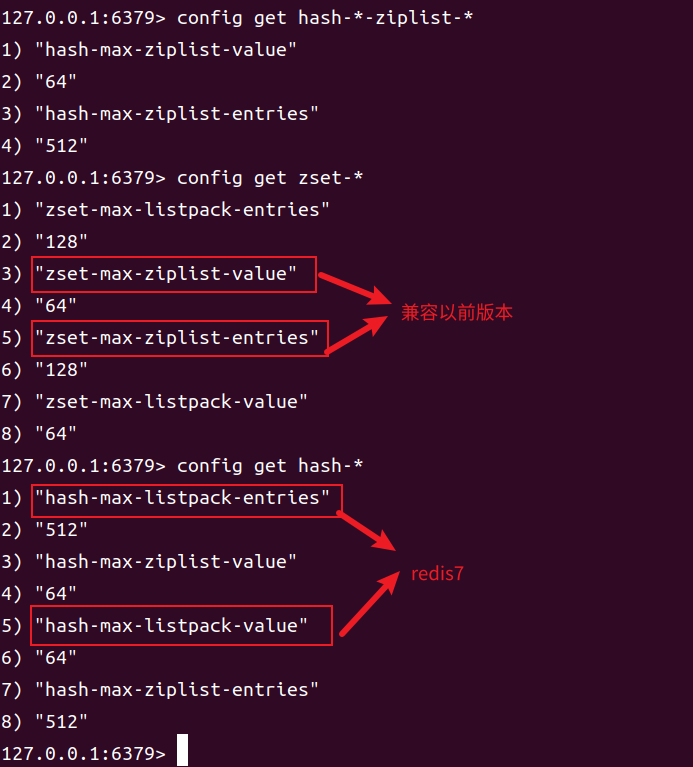 127.0.0.1:6379> config get hash-*-ziplist-*
1) "hash-max-ziplist-value"
2) "64"
3) "hash-max-ziplist-entries"
4) "512"
127.0.0.1:6379> config get zset-*
1) "zset-max-listpack-entries"
2) "128"
3) "zset-max-ziplist-value"
4) "64"
兼容以前版本
5) "zset-max-ziplist-entries"
6) "128"
7) "zset-max-listpack-value"
8) "64"
127.0.0.1:6379> config get hash-*
1) "hash-max-listpack-entries"
2) "512"
3) "hash-max-ziplist-value"
redis7
4) "64"
5) "hash-max-listpack-value"
6) "64"
7) "hash-max-ziplist-entries"
8) "512"
127.0.0.1:6379>